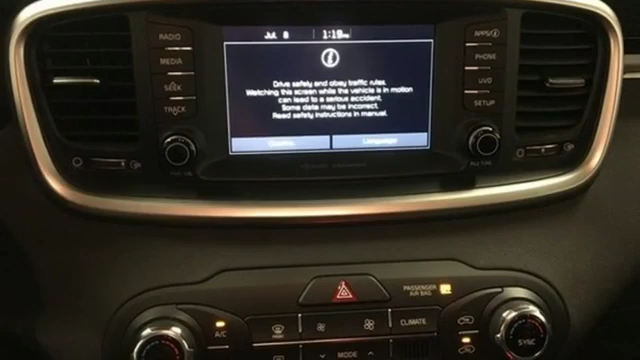 Jul 8 1:19
RADIO
MEDIA
SEEK
TRACK
Drive safely and obey traffic rules.
Watching this screen while the vehicle is in motion
can lead to a serious accident.
Some data may be incorrect.
Read safety instructions in manual.
Language
APPS
PHONE
UVO
SETUP
PASSENGER
AIR BAG
A/C
CLIMATE
MODE
SYNC